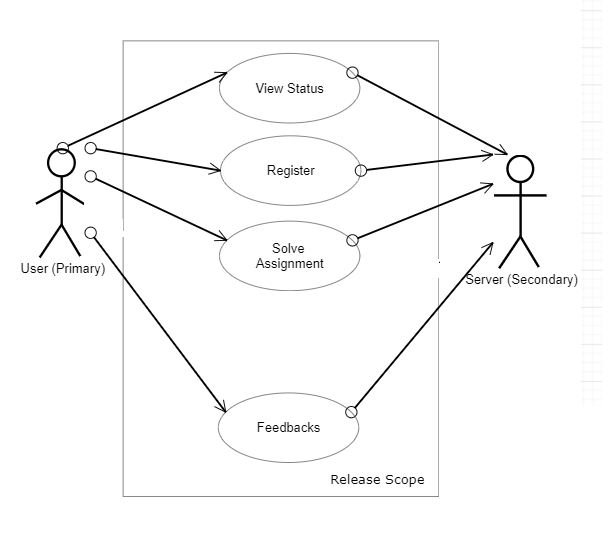 View Status
Register
Solve
Assignment
User (Primary)
Server (Secondary)
Feedbacks
Release Scope